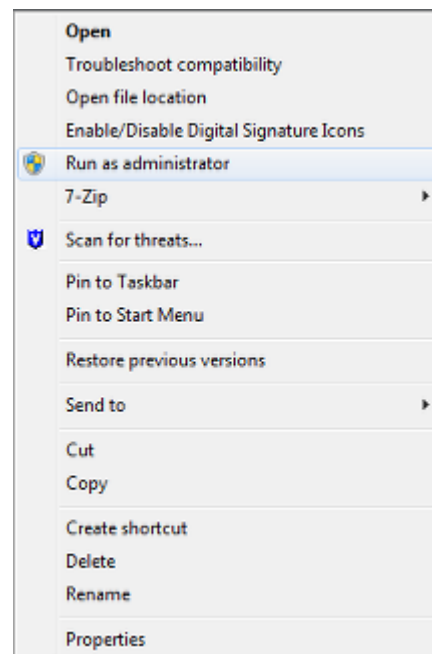 Open
Troubleshoot compatibility
Open file location
Enable/Disable Digital Signature Icons
Run as administrator
7-Zip
Scan for threats...
Pin to Taskbar
Pin to Start Menu
Restore previous versions
Send to
Cut
Copy
Create shortcut
Delete
Rename
Properties